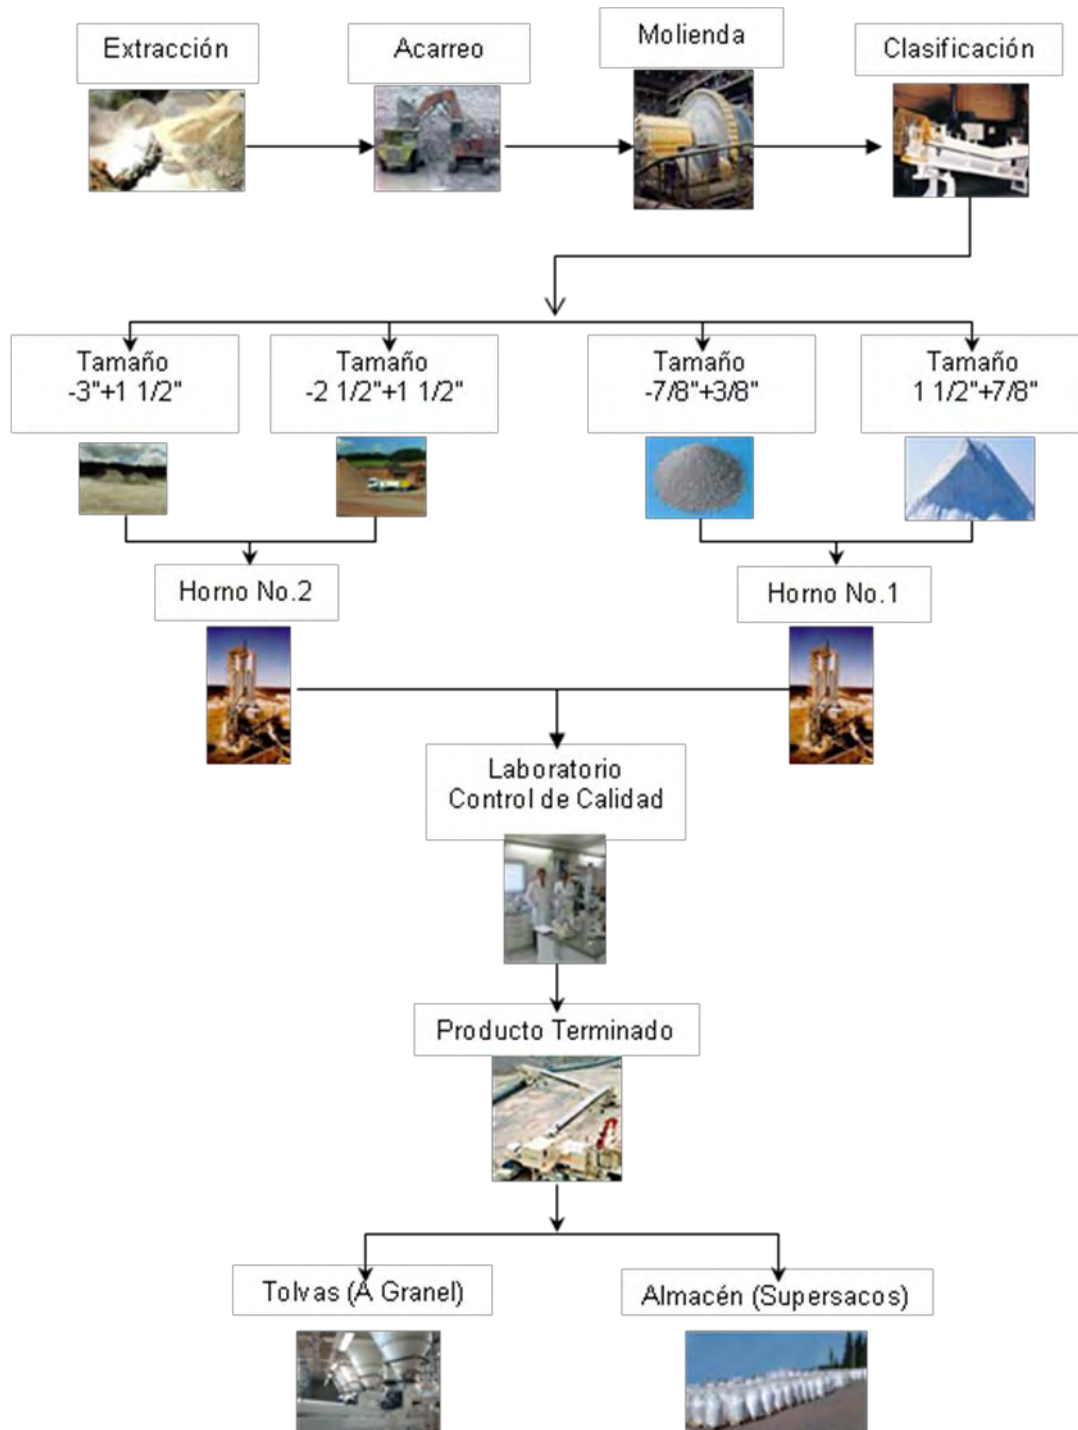 Extracción
Acarreo
Molienda
Clasificación
Tamaño
-3"+1 1/2"
Tamaño
-2 1/2"+1 1/2"
Tamaño
-7/8"+3/8"
Tamaño
1 1/2"+7/8"
Horno No.2
Horno No.1
Laboratorio
Control de Calidad
Producto Terminado
Tolvas (A Granel)
Almacén (Supersacos)